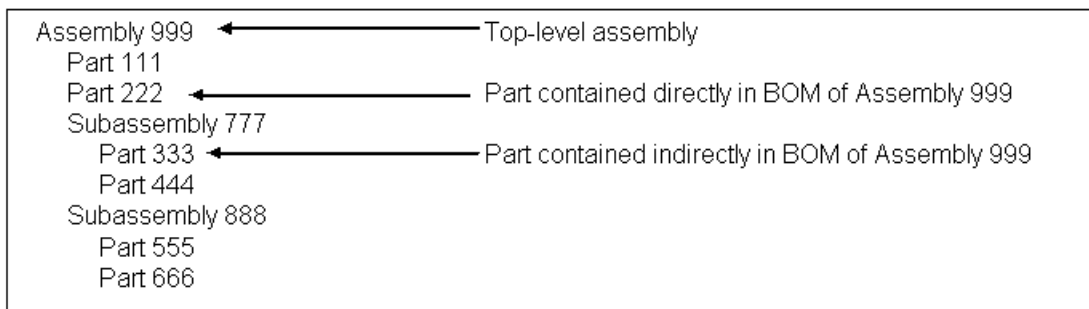 Assembly 999 Top-level assembly
Part 111
Part 222 Part contained directly in BOM of Assembly 999
Subassembly 777
Part 333 Part contained indirectly in BOM of Assembly 999
Part 444
Subassembly 888
Part 555
Part 666